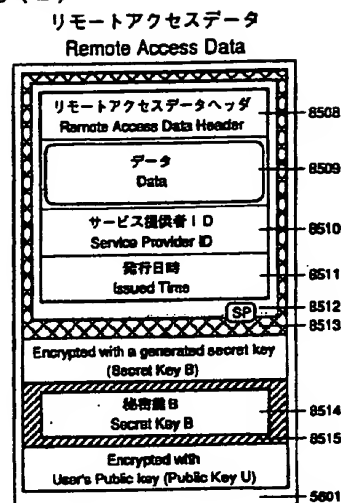 リモートアクセスデータ
Remote Access Data
リモートアクセスデータヘッダ
Remote Access Data Header
8508
データ
Data
8509
サービス提供者ID
Service Provider ID
8510
発行日時
Issued Time
8511
SP
8512
8513
Encrypted with a generated secret key
(Secret Key B)
秘密鍵B
Secret Key B
8514
8515
Encrypted with
User's Public key (Public Key U)
5601